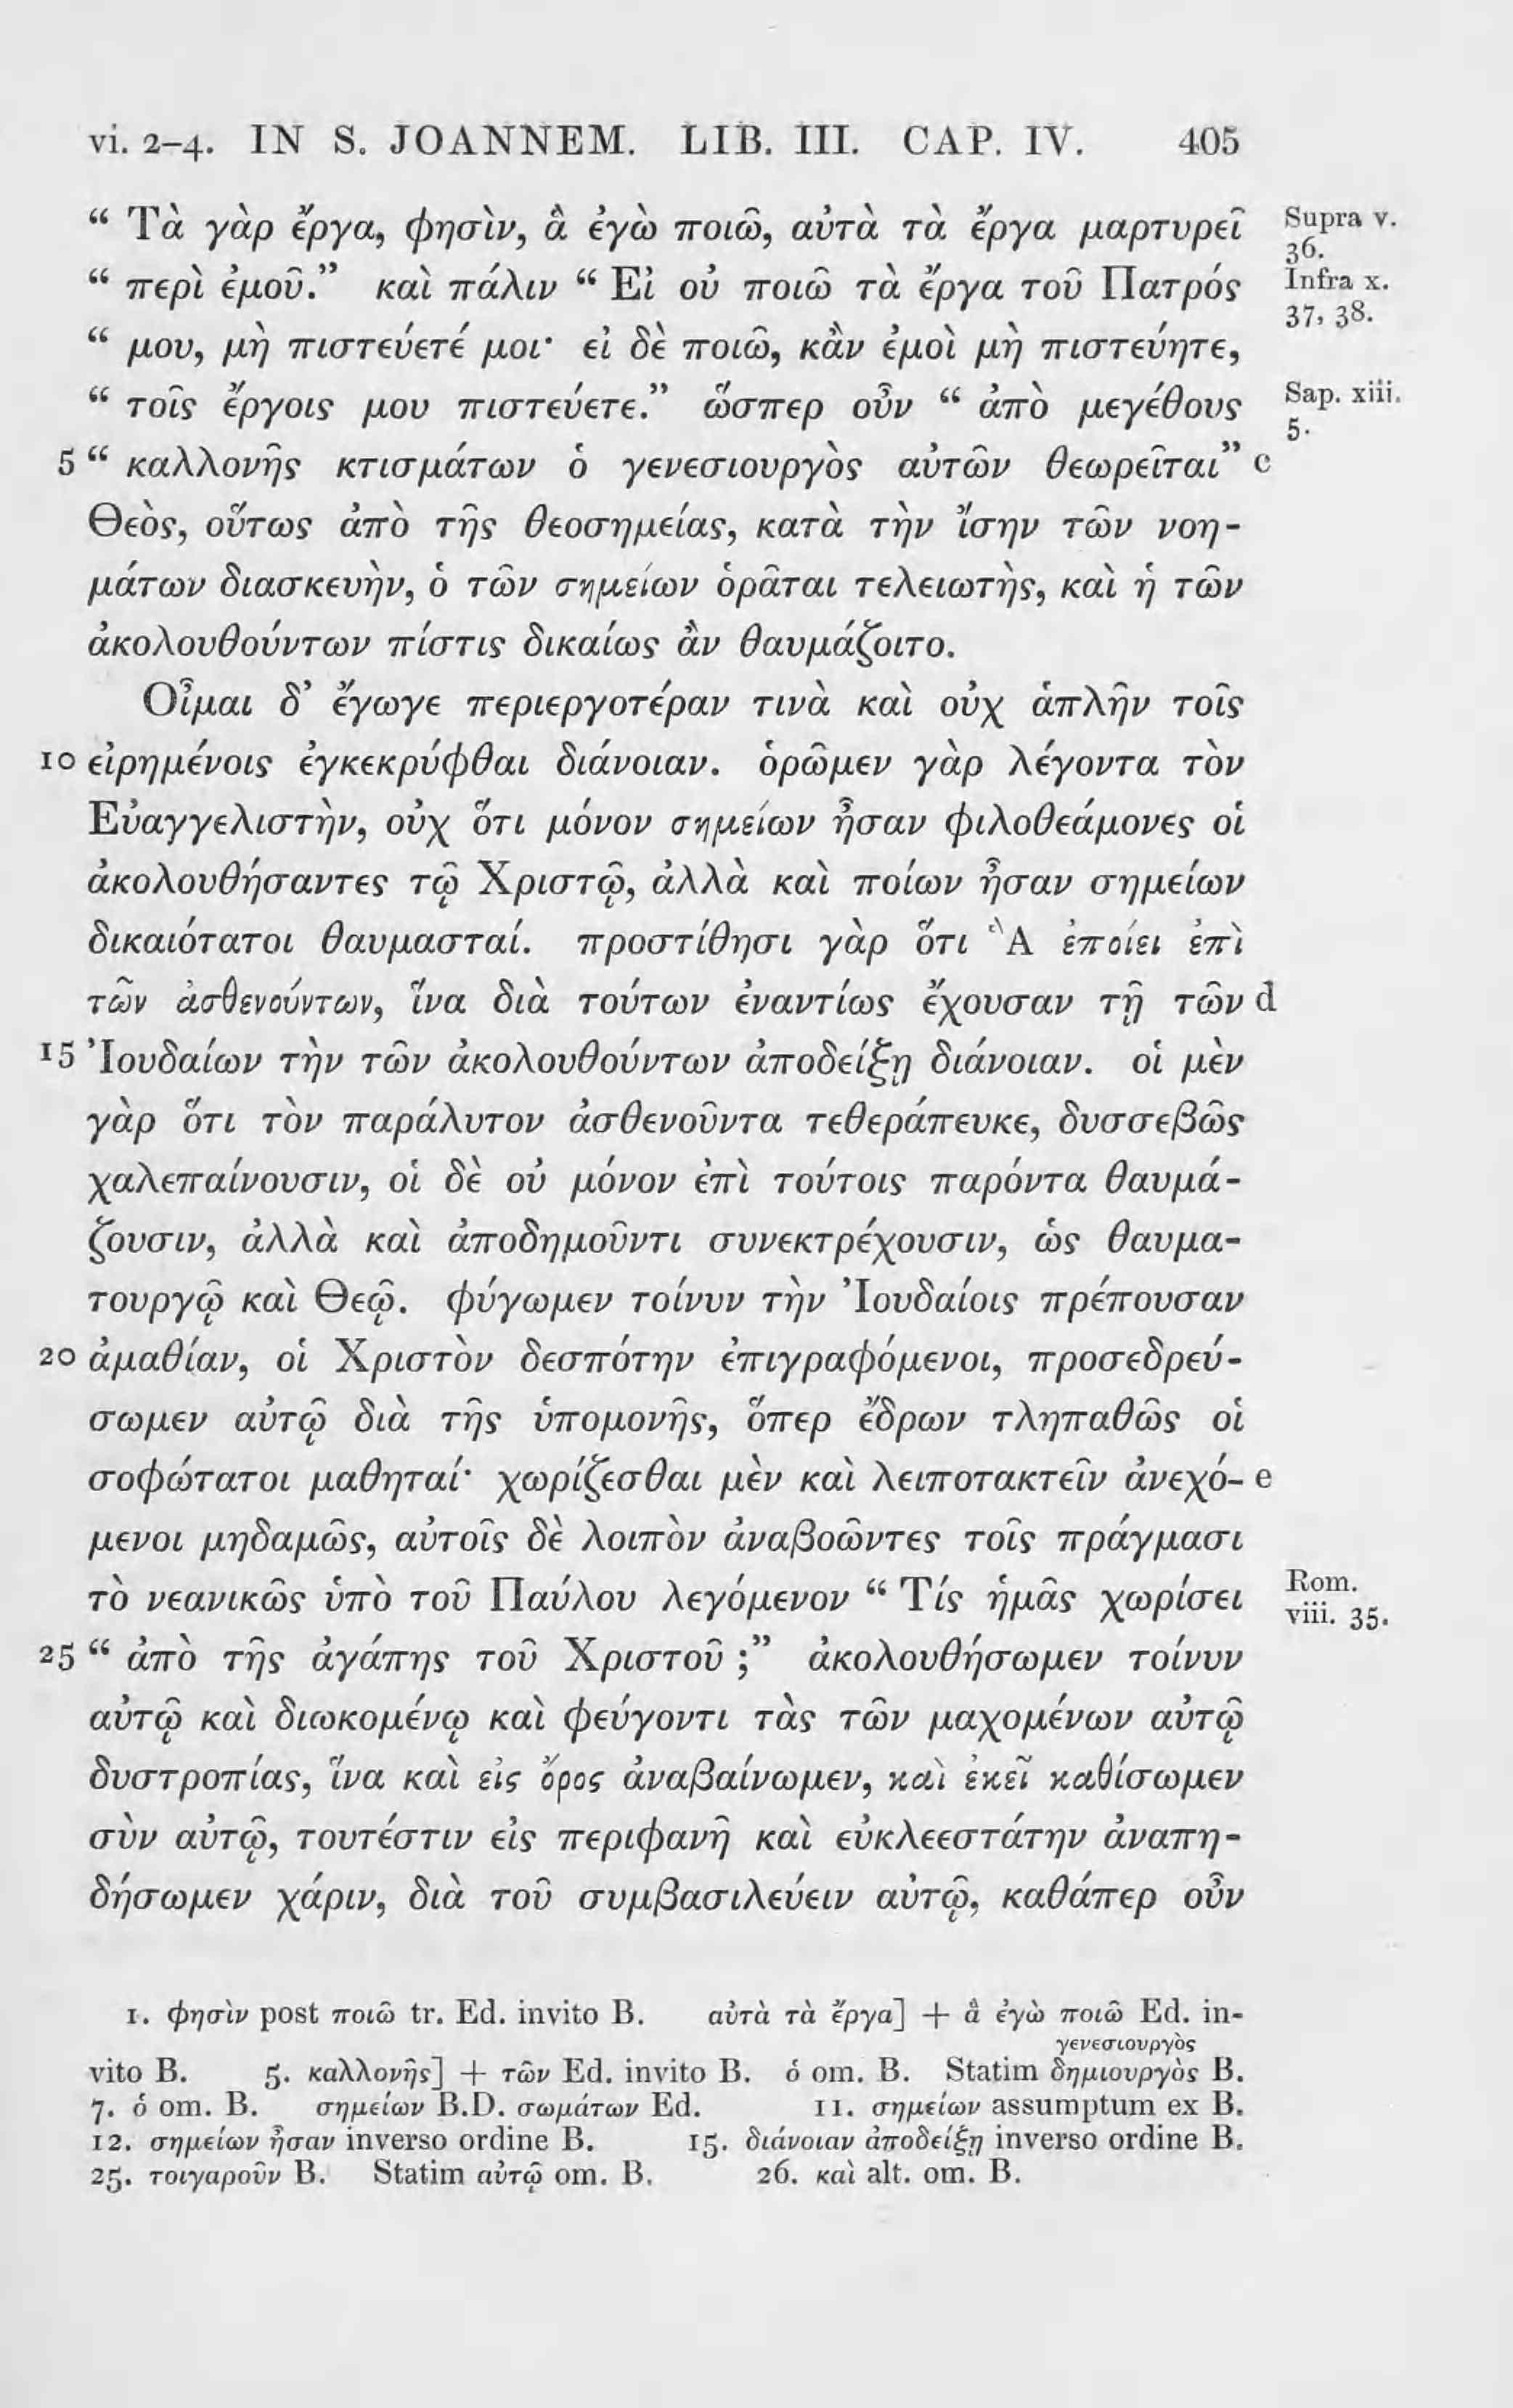 vi. 2–4. IN S. JOANNEM. LIB. III. CAP. IV. 405
“ Τὰ γὰρ ἔργα, φησὶν, ἃ ἐγὼ ποιῶ, αὐτὰ τὰ ἔργα μαρτυρεῖ Supra v. 36.
“ περὶ ἐμοῦ.” καὶ πάλιν “ Εἰ οὐ ποιῶ τὰ ἔργα τοῦ Πατρός Infra x. 37, 38.
“ μου, μὴ πιστεύετέ μοι· εἰ δὲ ποιῶ, κἂν ἐμοὶ μὴ πιστεύητε,
“ τοῖς ἔργοις μου πιστεύετε.” ὥσπερ οὖν “ ἀπὸ μεγέθους Sap. xiii. 5.
5 “ καλλονῆς κτισμάτων ὁ γενεσιουργὸς αὐτῶν θεωρεῖται” c
Θεὸς, οὕτως ἀπὸ τῆς θεοσημείας, κατὰ τὴν ἴσην τῶν νοη-
μάτων διασκευὴν, ὁ τῶν σημείων ὁρᾶται τελειωτὴς, καὶ ἡ τῶν
ἀκολουθούντων πίστις δικαίως ἂν θαυμάζοιτο.
Οἶμαι δ’ ἔγωγε περιεργοτέραν τινὰ καὶ οὐχ ἁπλῆν τοῖς
10 εἰρημένοις ἐγκεκρύφθαι διάνοιαν. ὁρῶμεν γὰρ λέγοντα τὸν
Εὐαγγελιστὴν, οὐχ ὅτι μόνον σημείων ἦσαν φιλοθεάμονες οἱ
ἀκολουθήσαντες τῷ Χριστῷ, ἀλλὰ καὶ ποίων ἦσαν σημείων
δικαιότατοι θαυμασταί. προστίθησι γὰρ ὅτι Ἃ ἐποίει ἐπὶ
τῶν ἀσθενούντων, ἵνα διὰ τούτων ἐναντίως ἔχουσαν τῇ τῶν d
15 Ἰουδαίων τὴν τῶν ἀκολουθούντων ἀποδείξῃ διάνοιαν. οἱ μὲν
γὰρ ὅτι τὸν παράλυτον ἀσθενοῦντα τεθεράπευκε, δυσσεβῶς
χαλεπαίνουσιν, οἱ δὲ οὐ μόνον ἐπὶ τούτοις παρόντα θαυμά-
ζουσιν, ἀλλὰ καὶ ἀποδημοῦντι συνεκτρέχουσιν, ὡς θαυμα-
τουργῷ καὶ Θεῷ. φύγωμεν τοίνυν τὴν Ἰουδαίοις πρέπουσαν
20 ἀμαθίαν, οἱ Χριστὸν δεσπότην ἐπιγραφόμενοι, προσεδρεύ-
σωμεν αὐτῷ διὰ τῆς ὑπομονῆς, ὅπερ ἔδρων τληπαθῶς οἱ
σοφώτατοι μαθηταί· χωρίζεσθαι μὲν καὶ λειποτακτεῖν ἀνεχό- e
μενοι μηδαμῶς, αὐτοῖς δὲ λοιπὸν ἀναβοῶντες τοῖς πράγμασι
τὸ νεανικῶς ὑπὸ τοῦ Παύλου λεγόμενον “ Τίς ἡμᾶς χωρίσει Rom. viii. 35.
25 “ ἀπὸ τῆς ἀγάπης τοῦ Χριστοῦ ;” ἀκολουθήσωμεν τοίνυν
αὐτῷ καὶ διωκομένῳ καὶ φεύγοντι τὰς τῶν μαχομένων αὐτῷ
δυστροπίας, ἵνα καὶ εἰς ὄρος ἀναβαίνωμεν, καὶ ἐκεῖ καθίσωμεν
σὺν αὐτῷ, τουτέστιν εἰς περιφανῆ καὶ εὐκλεεστάτην ἀναπη-
δήσωμεν χάριν, διὰ τοῦ συμβασιλεύειν αὐτῷ, καθάπερ οὖν
1. φησὶν post ποιῶ tr. Ed. invito B. αὐτὰ τὰ ἔργα] + ἃ ἐγὼ ποιῶ Ed. in-
γενεσιουργὸς
vito B. 5. καλλονῆς] + τῶν Ed. invito B. ὁ om. B. Statim δημιουργὸς B.
7. ὁ om. B. σημείων B.D. σωμάτων Ed. 11. σημείων assumptum ex B.
12. σημείων ἦσαν inverso ordine B. 15. διάνοιαν ἀποδείξῃ inverso ordine B.
25. τοιγαροῦν B. Statim αὐτῷ om. B. 26. καὶ alt. om. B.